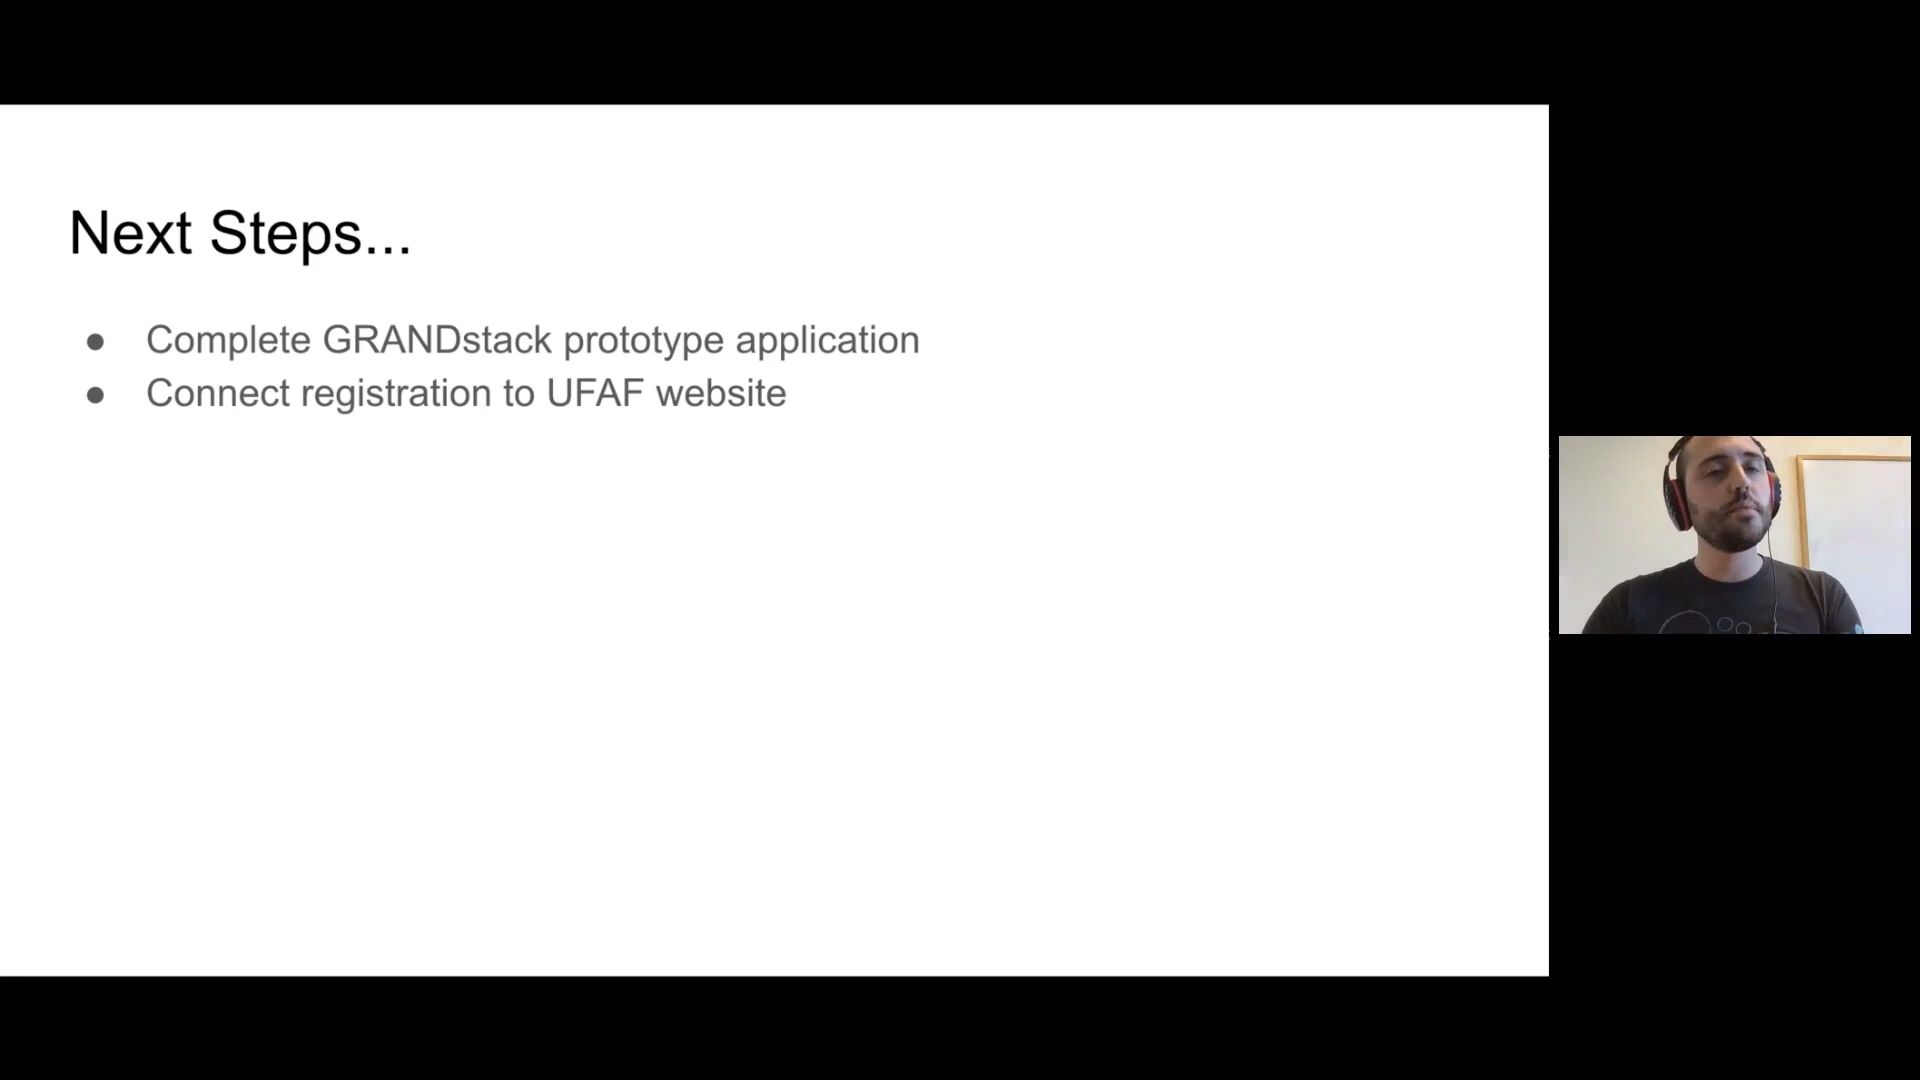 Next Steps...
● Complete GRANDstack prototype application
● Connect registration to UFAF website